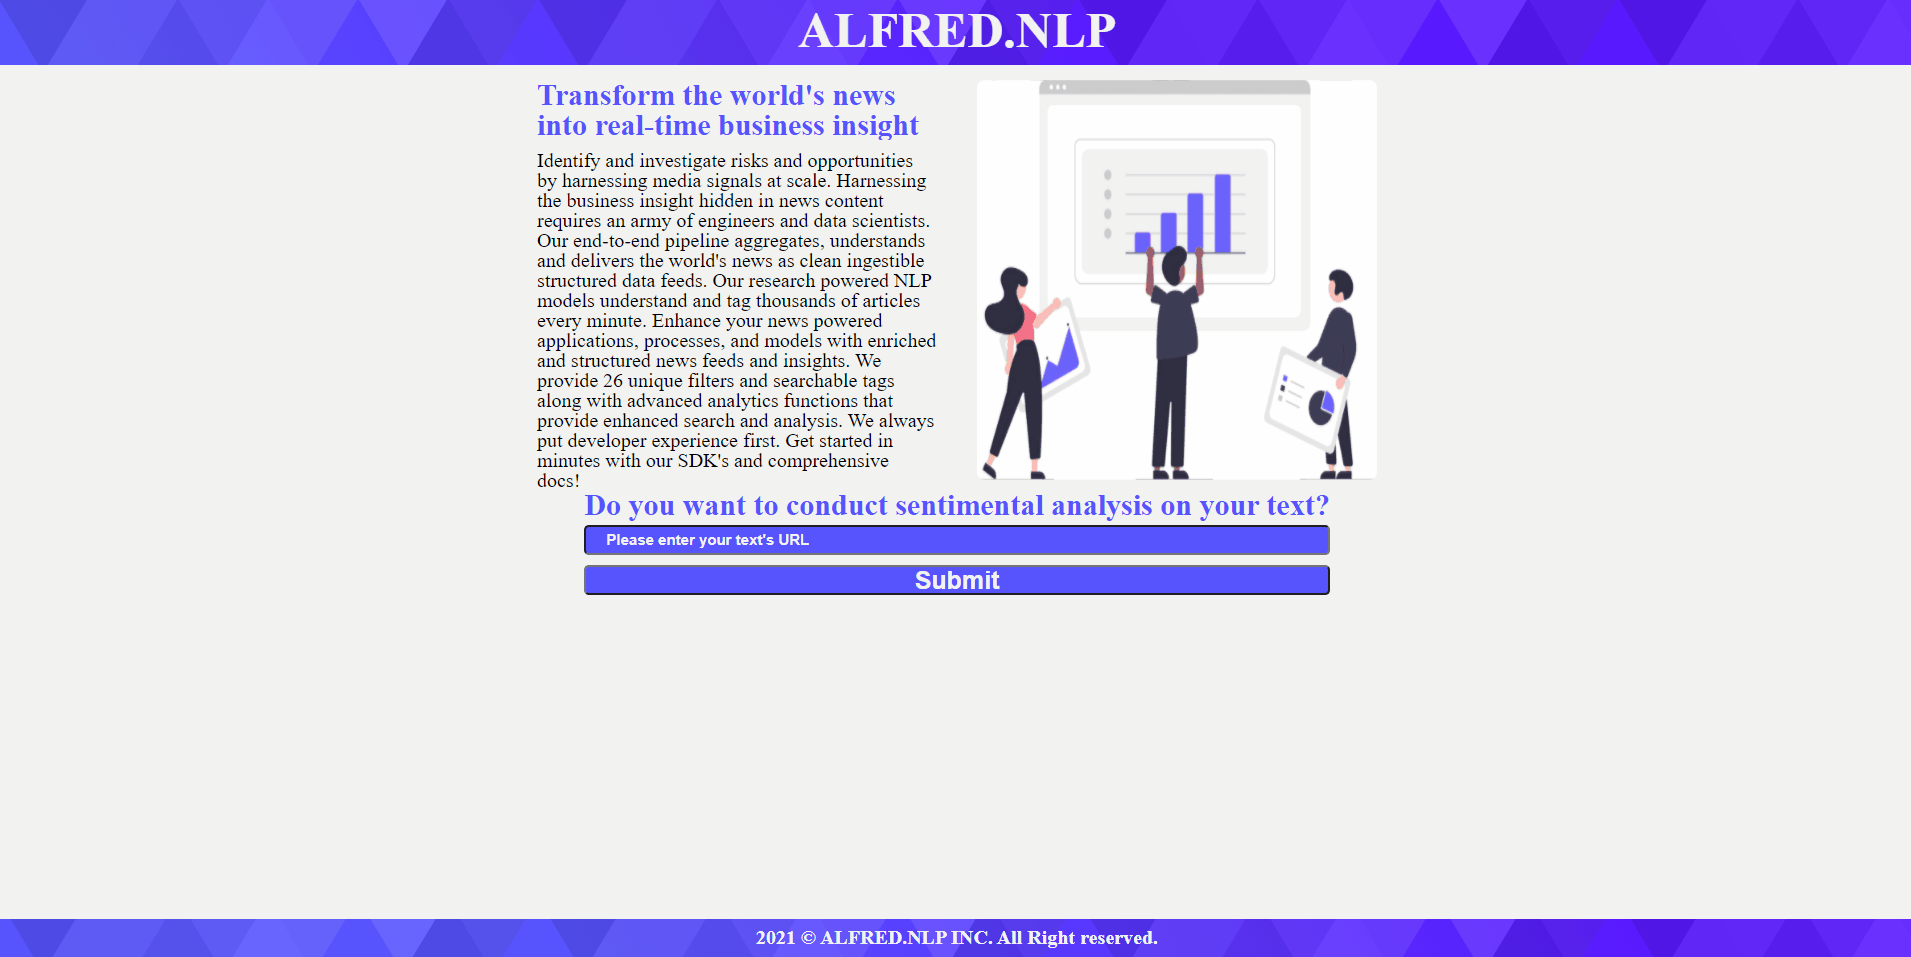 ALFRED.NLP
Transform the world's news
into real-time business insight
Identify and investigate risks and opportunities
by harnessing media signals at scale. Harnessing
the business insight hidden in news content
requires an army of engineers and data scientists.
Our end-to-end pipeline aggregates, understands
and delivers the world's news as clean ingestible
structured data feeds. Our research powered NLP
models understand and tag thousands of articles
every minute. Enhance your news powered
applications, processes, and models with enriched
and structured news feeds and insights. We
provide 26 unique filters and searchable tags
along with advanced analytics functions that
provide enhanced search and analysis. We always
put developer experience first. Get started in
minutes with our SDK's and comprehensive
docs!
Do you want to conduct sentimental analysis on your text?
Please enter your text's URL
Submit
2021 © ALFRED.NLP INC. All Right reserved.